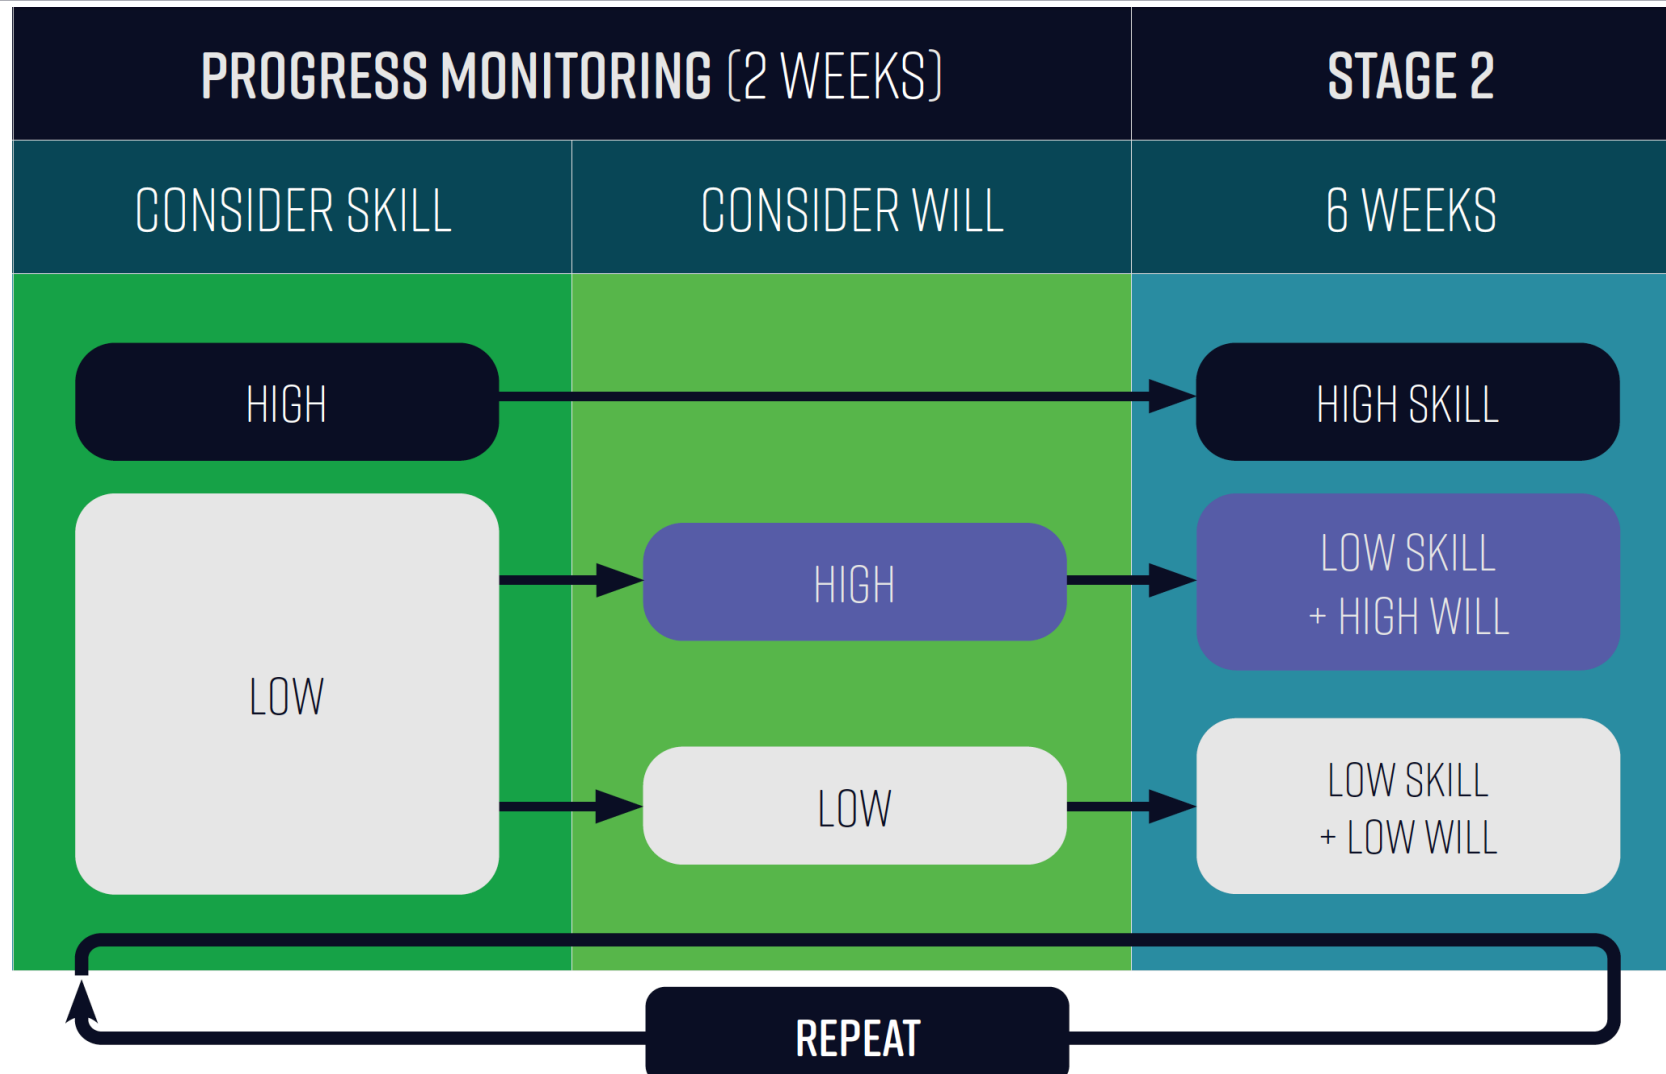 PROGRESS MONITORING (2 WEEKS)
STAGE 2
CONSIDER SKILL
CONSIDER WILL
6 WEEKS
HIGH
HIGH SKILL
LOW
HIGH
LOW SKILL
+ HIGH WILL
LOW
LOW SKILL
+ LOW WILL
REPEAT